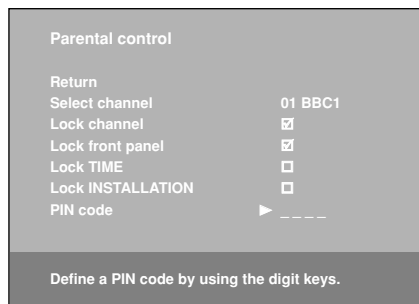 Parental control
Return
Select channel 01 BBC1
Lock channel ☑
Lock front panel ☑
Lock TIME ☐
Lock INSTALLATION ☐
PIN code ▶ _ _ _ _
Define a PIN code by using the digit keys.